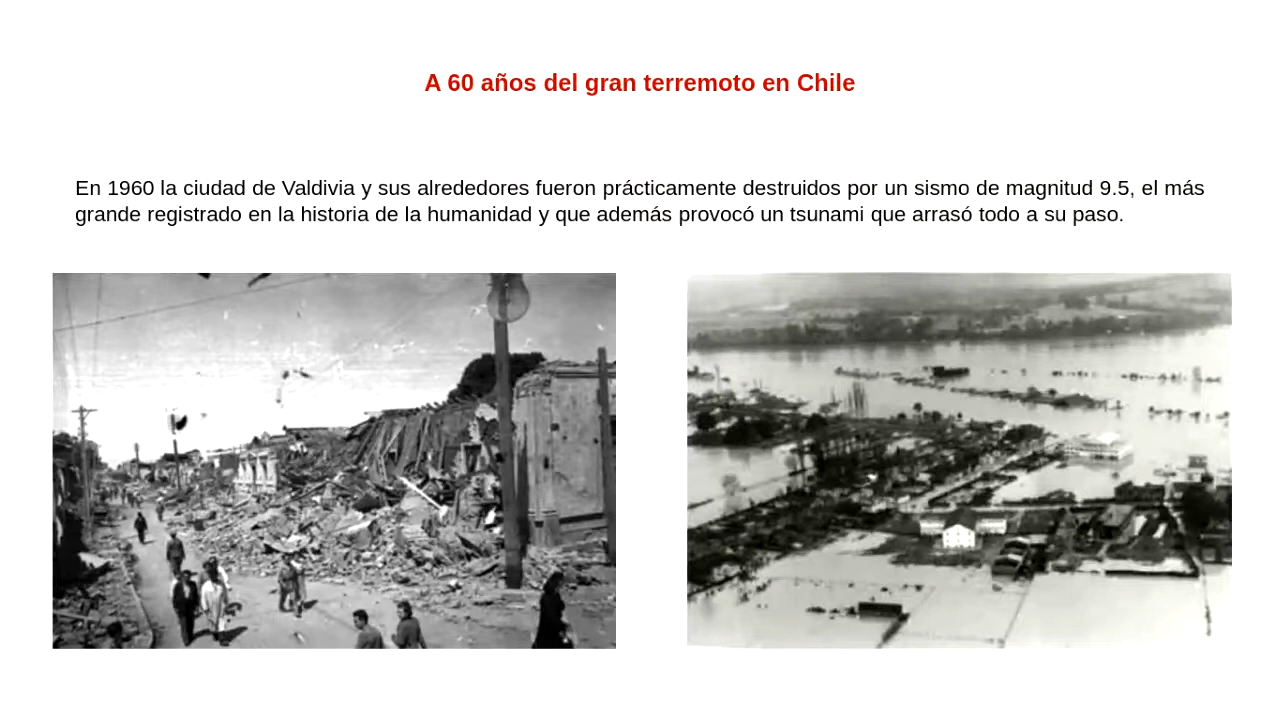 A 60 años del gran terremoto en Chile
En 1960 la ciudad de Valdivia y sus alrededores fueron prácticamente destruidos por un sismo de magnitud 9.5, el más
grande registrado en la historia de la humanidad y que además provocó un tsunami que arrasó todo a su paso.